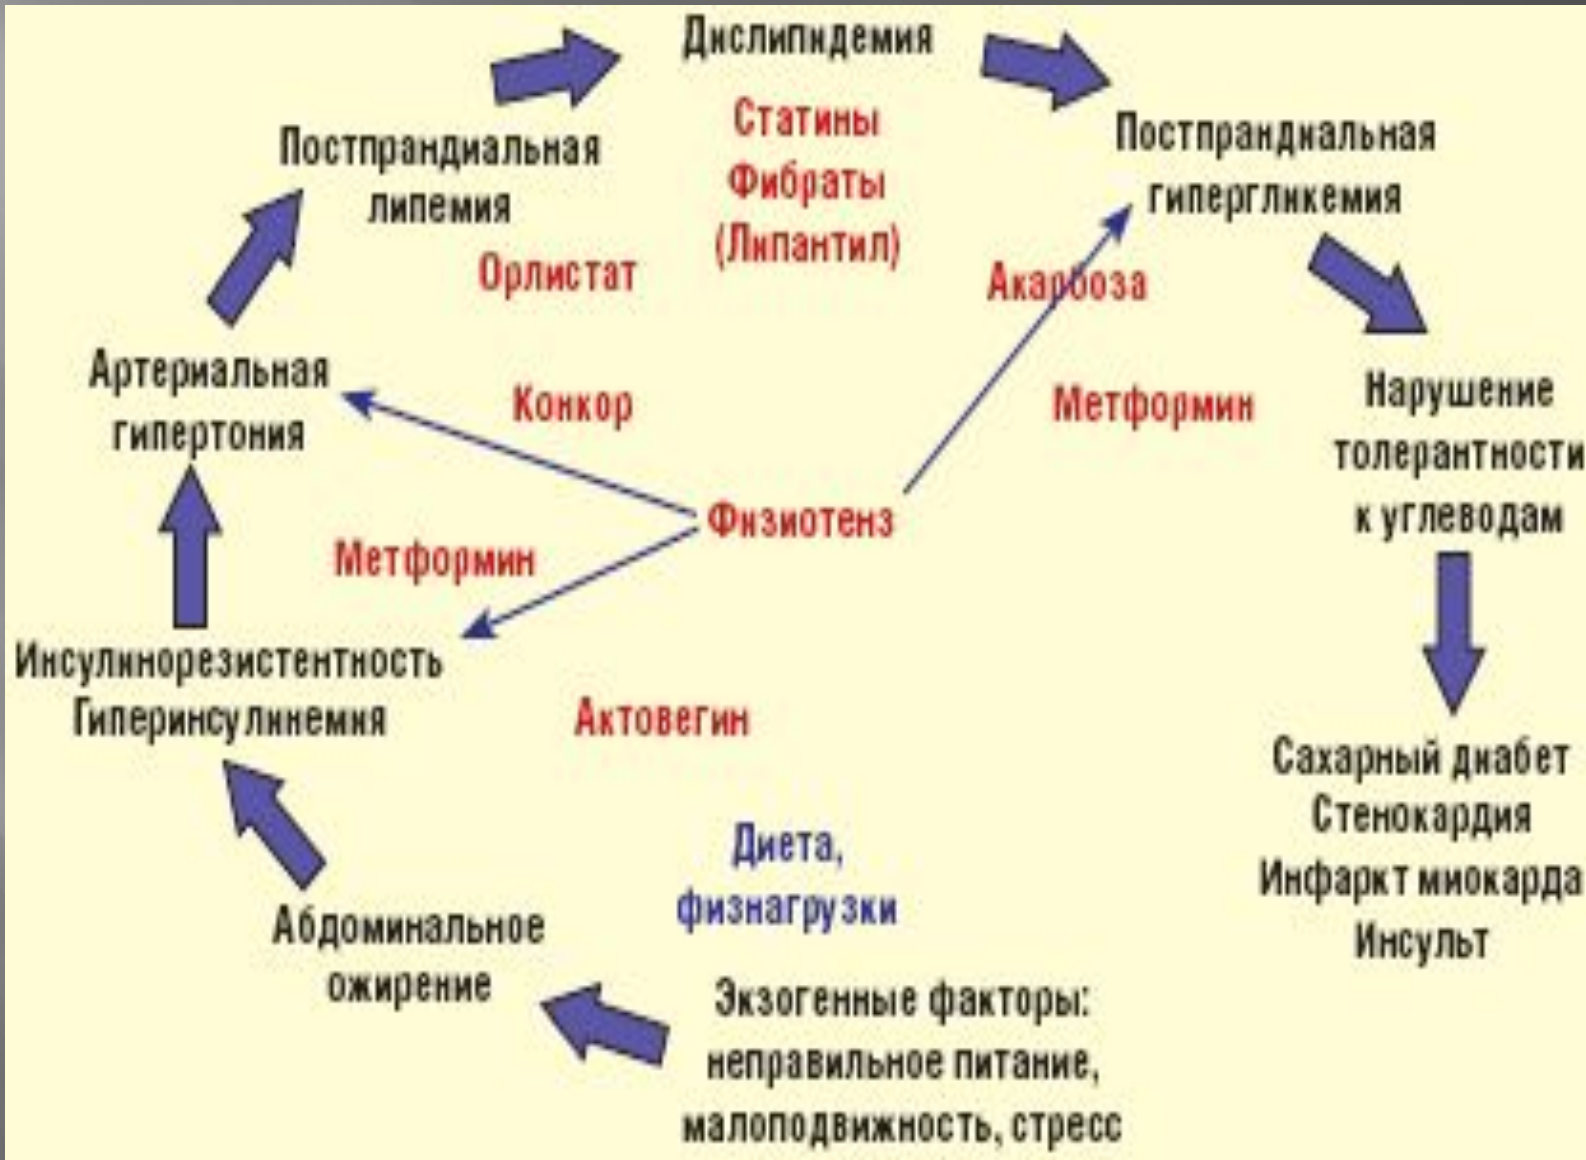 Дислипидемия
Статины
Фибраты
(Липантил)
Постпрандиальная
липемия
Орлистат
Постпрандиальная
гипергликемия
Акарбоза
Артериальная
гипертония
Конкор
Метформин
Нарушение
толерантности
к углеводам
Физиотенз
Метформин
Инсулинорезистентность
Гиперинсулинемия
Актовегин
Сахарный диабет
Стенокардия
Инфаркт миокарда
Инсульт
Диета,
физнагрузки
Абдоминальное
ожирение
Экзогенные факторы:
неправильное питание,
малоподвижность, стресс